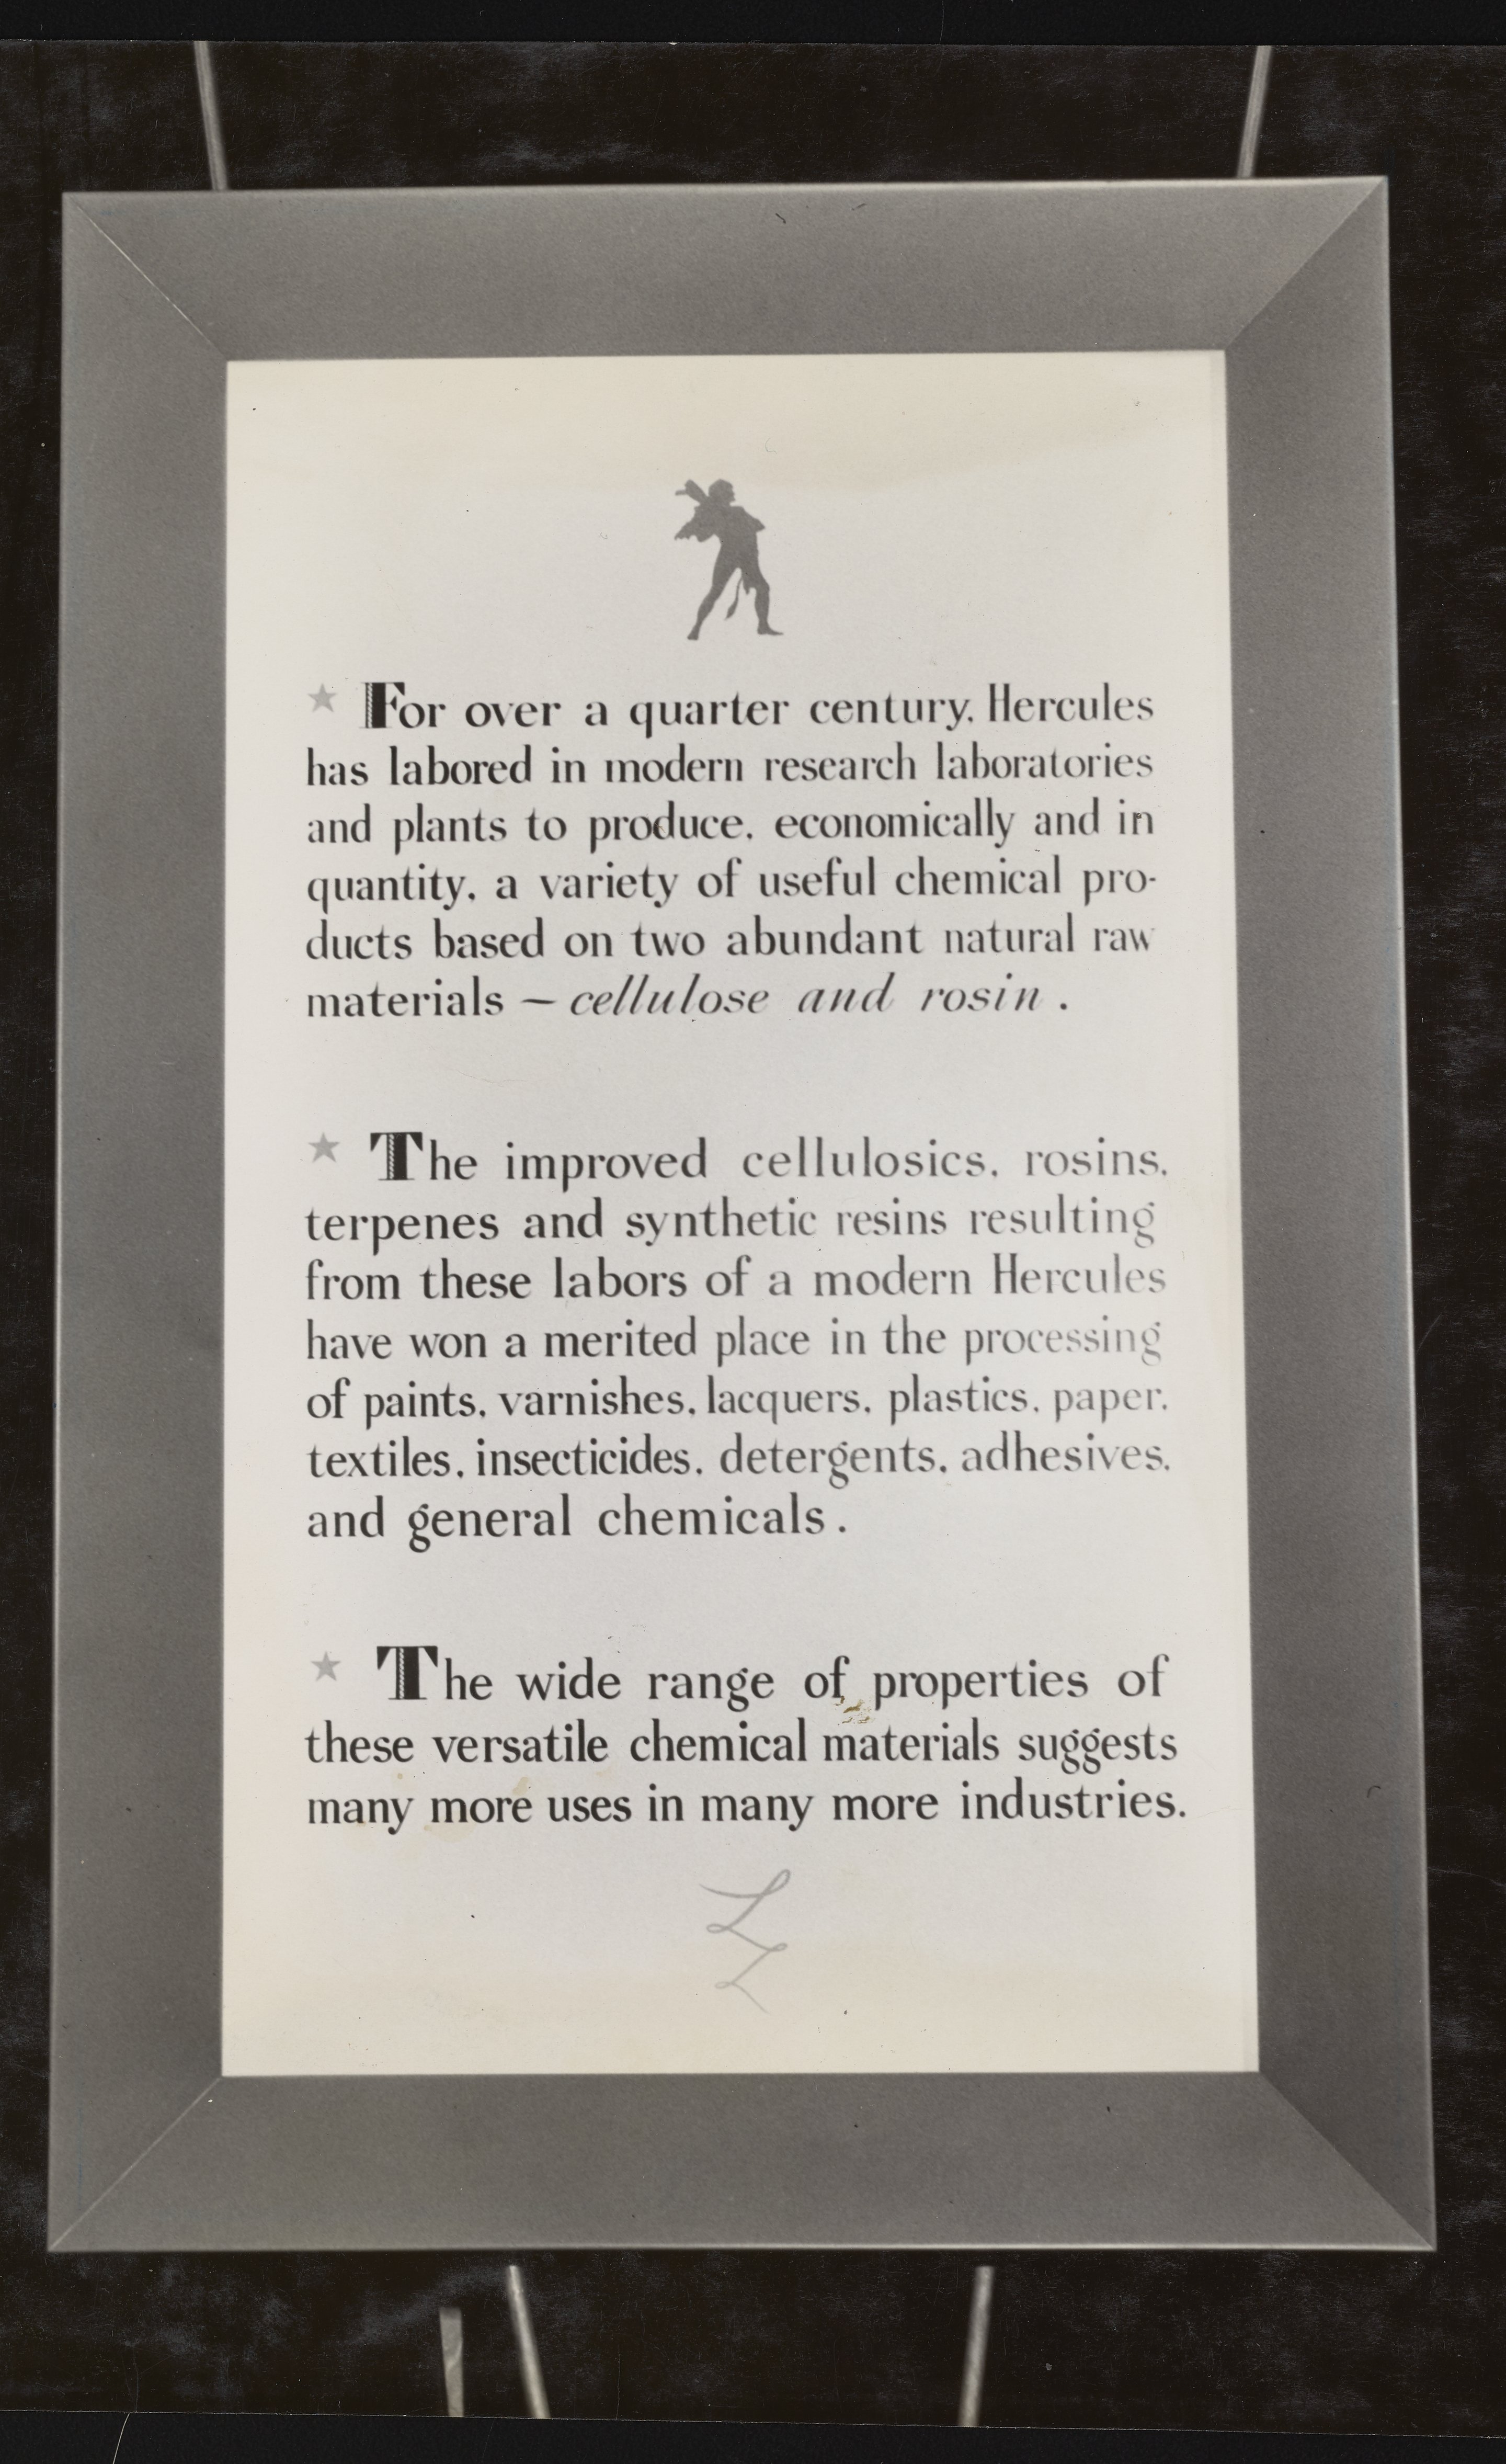 ★ For over a quarter century, Hercules
has labored in modern research laboratories
and plants to produce, economically and in
quantity, a variety of useful chemical pro-
ducts based on two abundant natural raw
materials — cellulose and rosin.
★ The improved cellulosics, rosins,
terpenes and synthetic resins resulting
from these labors of a modern Hercules
have won a merited place in the processing
of paints, varnishes, lacquers, plastics, paper,
textiles, insecticides, detergents, adhesives,
and general chemicals.
★ The wide range of properties of
these versatile chemical materials suggests
many more uses in many more industries.